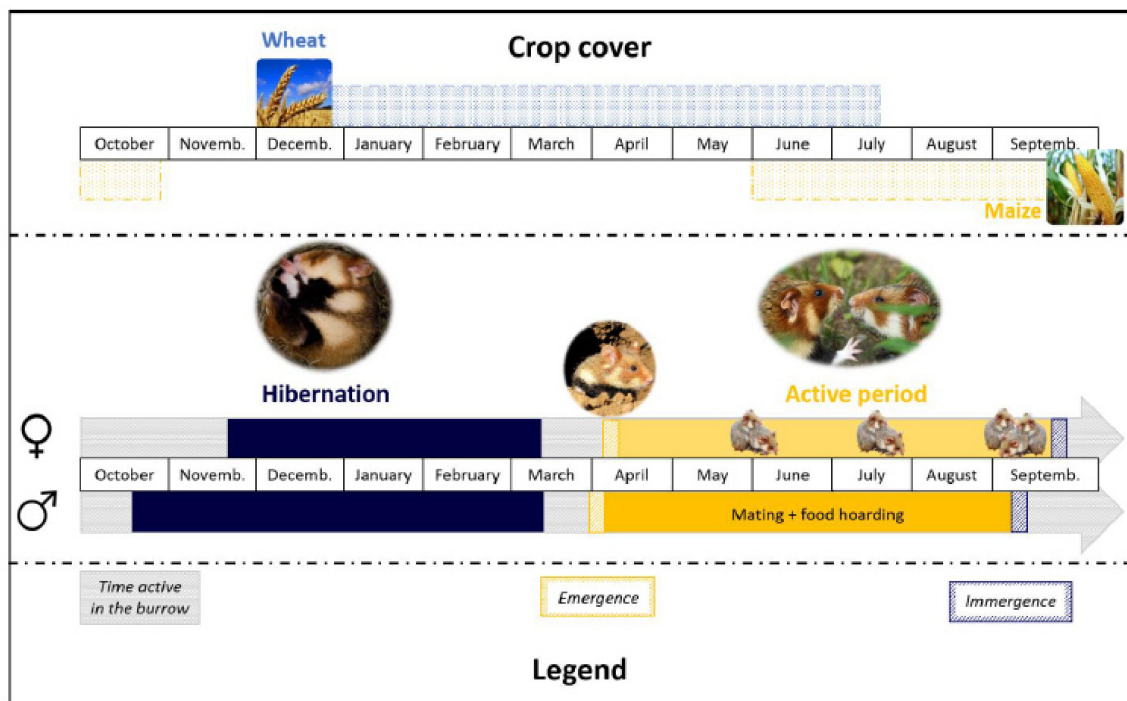 Wheat
Crop cover
October Novemb. Decemb. January February March April May June July August Septemb.
Maize
Hibernation
Active period
♀
October Novemb. Decemb. January February March April May June July August Septemb.
♂
Mating + food hoarding
Time active
in the burrow
Emergence
Immergence
Legend